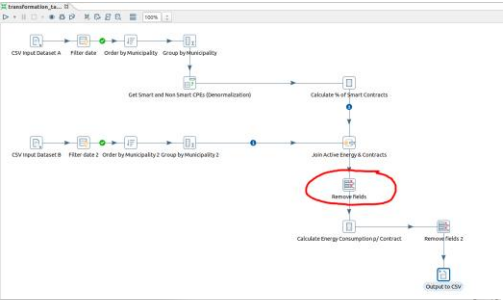 transformation_ta...
100%
CSV Input Dataset A
Filter date
Order by Municipality
Group by Municipality
Get Smart and Non Smart CPEs (Denormalization)
Calculate % of Smart Contracts
CSV Input Dataset B
Filter date 2
Order by Municipality 2
Group by Municipality 2
Join Active Energy & Contracts
Remove fields
Calculate Energy Consumption p/ Contract
Remove fields 2
Output to CSV